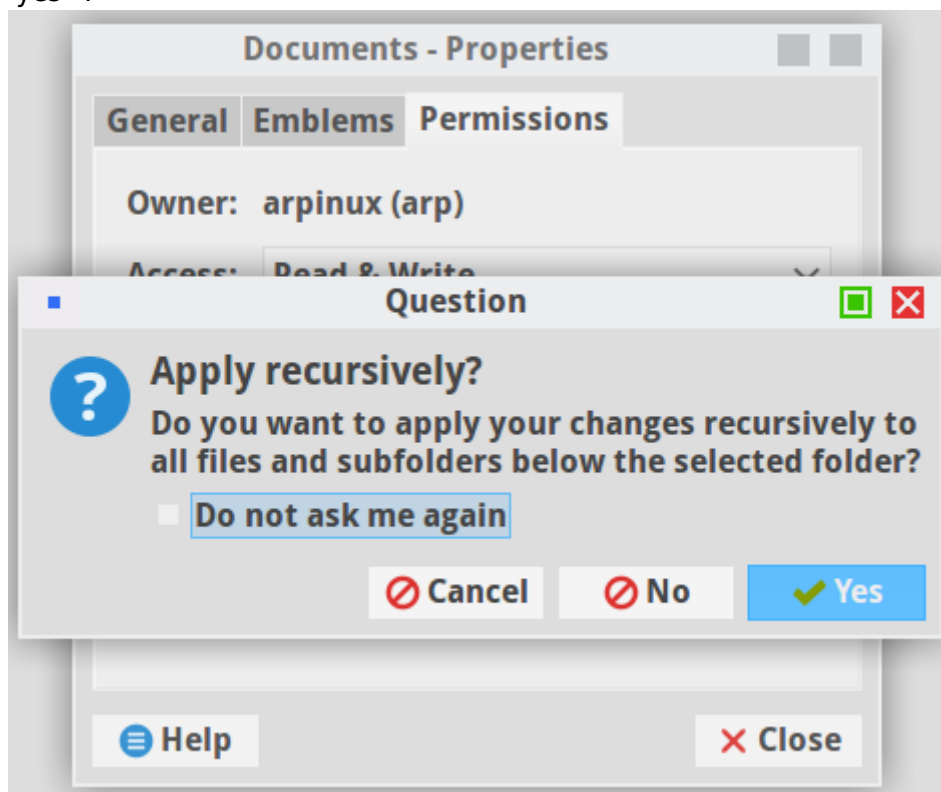 yes".
Documents - Properties
General Emblems Permissions
Owner: arpinux (arp)
Access: Read & Write
Question
Apply recursively?
Do you want to apply your changes recursively to
all files and subfolders below the selected folder?
Do not ask me again
Cancel No Yes
Help Close